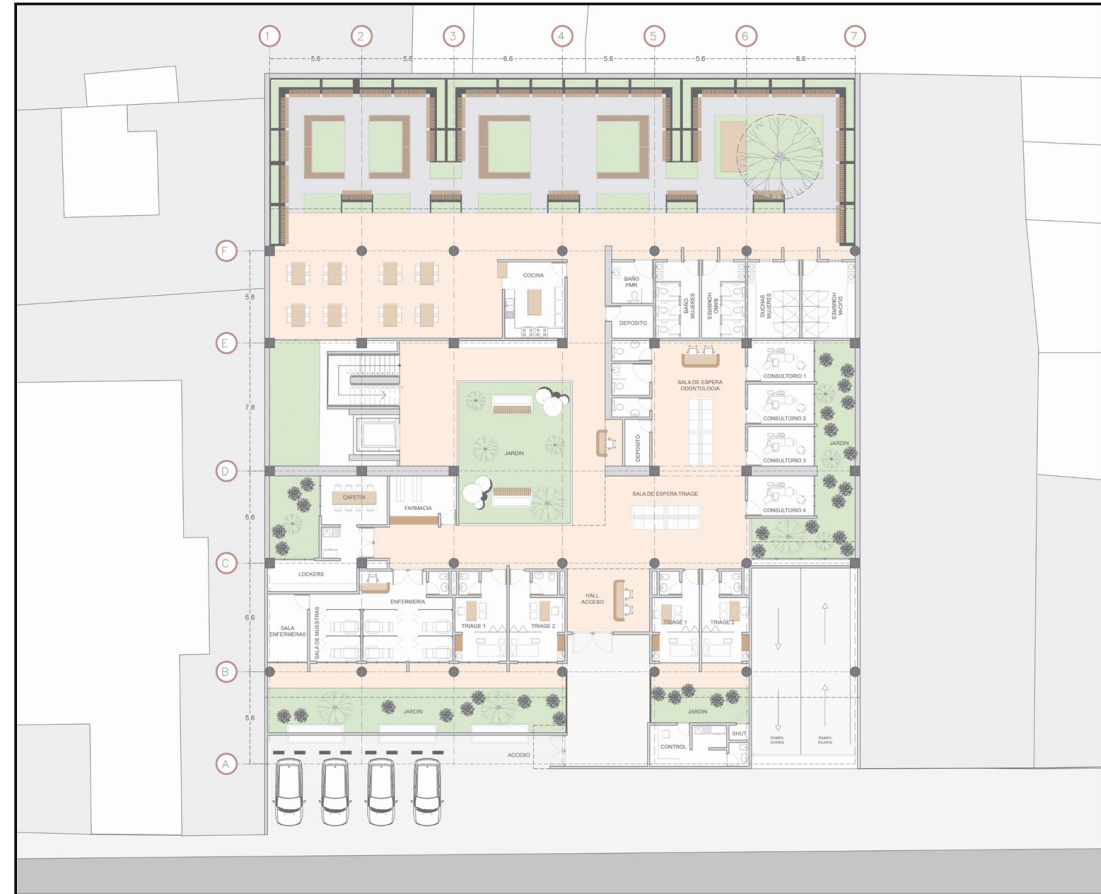 1 2 3 4 5 6 7
5.6 5.6 6.6 5.6 5.6 6.6
F
5.6
E
7.8
D
5.6
C
6.6
B
5.6
A
COCINA
BAÑO
PMR
DEPOSITO
BAÑO
MUJERES
BAÑO
HOMBRES
DUCHAS
MUJERES
DUCHA
HOMBRES
SALA DE ESPERA
ODONTOLOGIA
CONSULTORIO 1
CONSULTORIO 2
CONSULTORIO 3
CONSULTORIO 4
JARDIN
JARDIN
DEPOSITO
SALA DE ESPERA TRIAGE
CAFETIN
FARMACIA
LOCKERS
ENFERMERIA
SALA
ENFERMERAS
SALA DE MUESTRAS
TRIAGE 1
TRIAGE 2
HALL
ACCESO
TRIAGE 1
TRIAGE 2
JARDIN
JARDIN
CONTROL
SHUT
ACCESO
RAMPA
SUBIDA
RAMPA
BAJADA